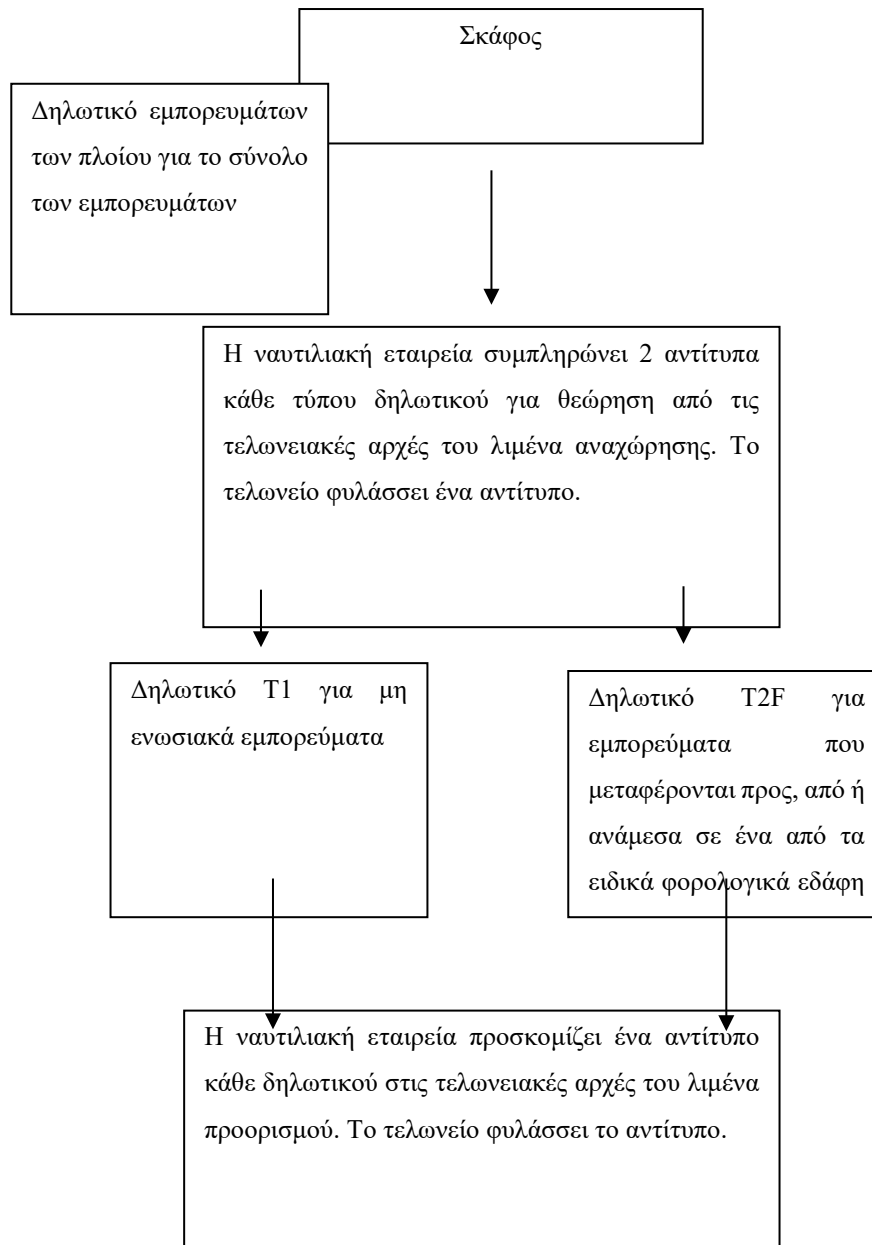 Σκάφος
Δηλωτικό εμπορευμάτων
των πλοίου για το σύνολο
των εμπορευμάτων
Η ναυτιλιακή εταιρεία συμπληρώνει 2 αντίτυπα
κάθε τύπου δηλωτικού για θεώρηση από τις
τελωνειακές αρχές του λιμένα αναχώρησης. Το
τελωνείο φυλάσσει ένα αντίτυπο.
Δηλωτικό T1 για μη
ενωσιακά εμπορεύματα
Δηλωτικό T2F για
εμπορεύματα που
μεταφέρονται προς, από ή
ανάμεσα σε ένα από τα
ειδικά φορολογικά εδάφη
Η ναυτιλιακή εταιρεία προσκομίζει ένα αντίτυπο
κάθε δηλωτικού στις τελωνειακές αρχές του λιμένα
προορισμού. Το τελωνείο φυλάσσει το αντίτυπο.